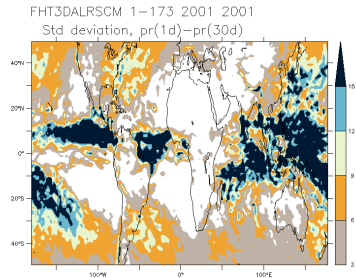 FHT3DALRSCM 1-173 2001 2001
Std deviation, pr(1d)-pr(30d)
40°N
20°N
0°
20°S
40°S
100°W
0°
100°E
15
12
9
6
3